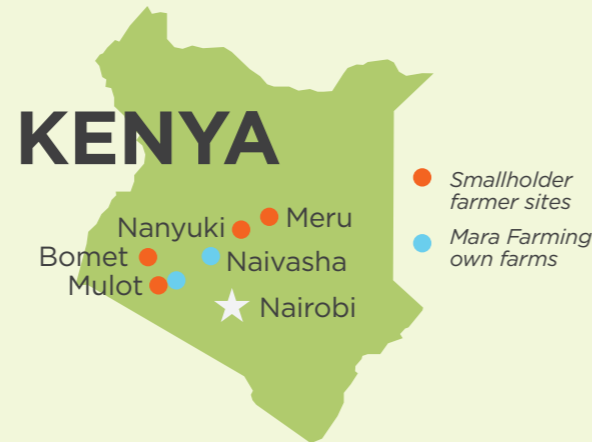 KENYA
Smallholder
farmer sites
Mara Farming
own farms
Nanyuki
Meru
Bomet
Naivasha
Mulot
Nairobi